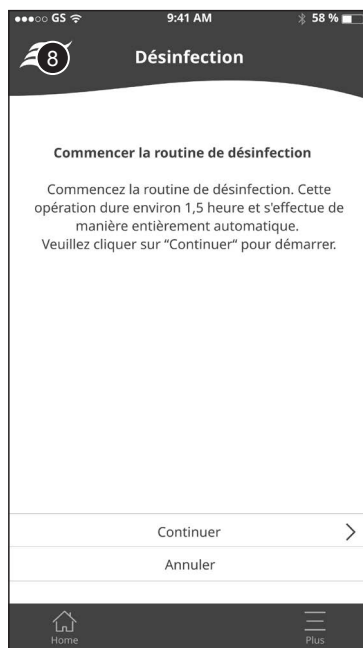 GS 9:41 AM 58 %
8 Désinfection
Commencer la routine de désinfection
Commencez la routine de désinfection. Cette
opération dure environ 1,5 heure et s'effectue de
manière entièrement automatique.
Veuillez cliquer sur “Continuer“ pour démarrer.
Continuer
Annuler
Home Plus